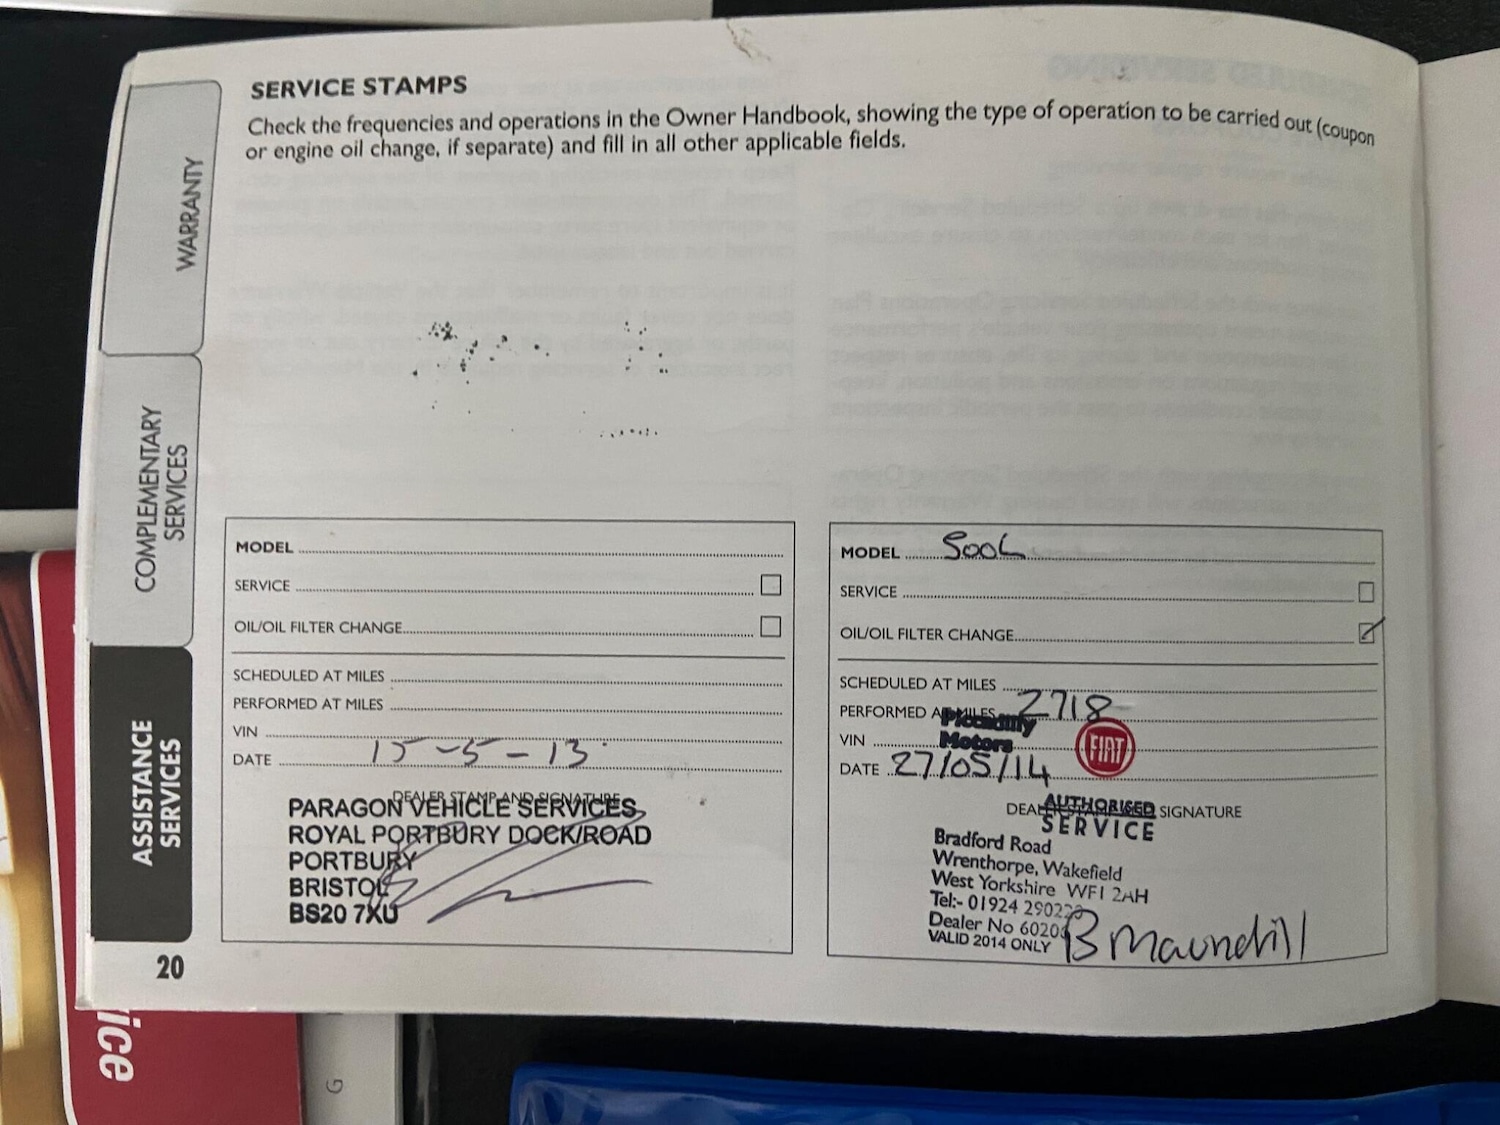 SERVICE STAMPS
Check the frequencies and operations in the Owner Handbook, showing the type of operation to be carried out (coupon
or engine oil change, if separate) and fill in all other applicable fields.
WARRANTY
COMPLEMENTARY
SERVICES
ASSISTANCE
SERVICES
MODEL
SERVICE
OIL/OIL FILTER CHANGE
SCHEDULED AT MILES
PERFORMED AT MILES
VIN
DATE 15-5-13
DEALER STAMP AND SIGNATURE
PARAGON VEHICLE SERVICES
ROYAL PORTBURY DOCK/ROAD
PORTBURY
BRISTOL
BS20 7XU
MODEL 500L
SERVICE
OIL/OIL FILTER CHANGE
SCHEDULED AT MILES
PERFORMED AT MILES 2718
Piccadilly
Motors
FIAT
VIN
DATE 27/05/14
DEALER STAMP AND SIGNATURE
AUTHORISED
SERVICE
Bradford Road
Wrenthorpe, Wakefield
West Yorkshire WF1 2AH
Tel:- 01924
Dealer No
VALID 2014 ONLY
B Maundrill
20
ice
G